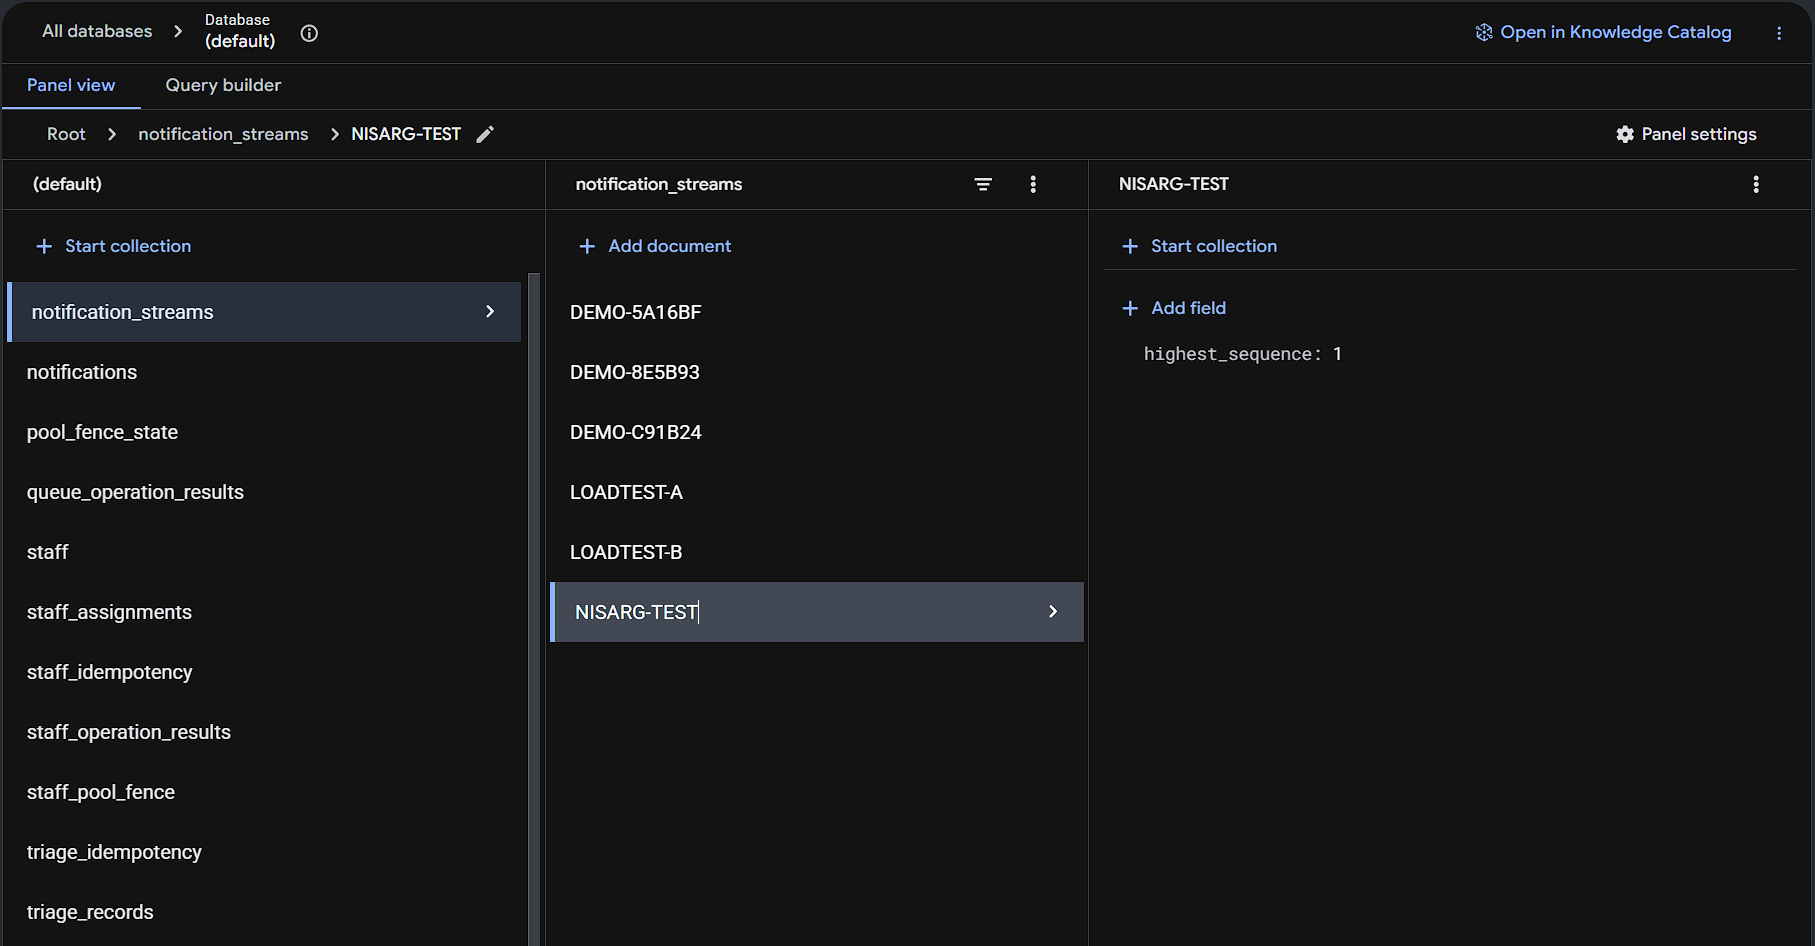 All databases
Database
(default)
Open in Knowledge Catalog
Panel view
Query builder
Root
notification_streams
NISARG-TEST
Panel settings
(default)
notification_streams
NISARG-TEST
Start collection
notification_streams
notifications
pool_fence_state
queue_operation_results
staff
staff_assignments
staff_idempotency
staff_operation_results
staff_pool_fence
triage_idempotency
triage_records
Add document
DEMO-5A16BF
DEMO-8E5B93
DEMO-C91B24
LOADTEST-A
LOADTEST-B
NISARG-TEST
Start collection
Add field
highest_sequence: 1